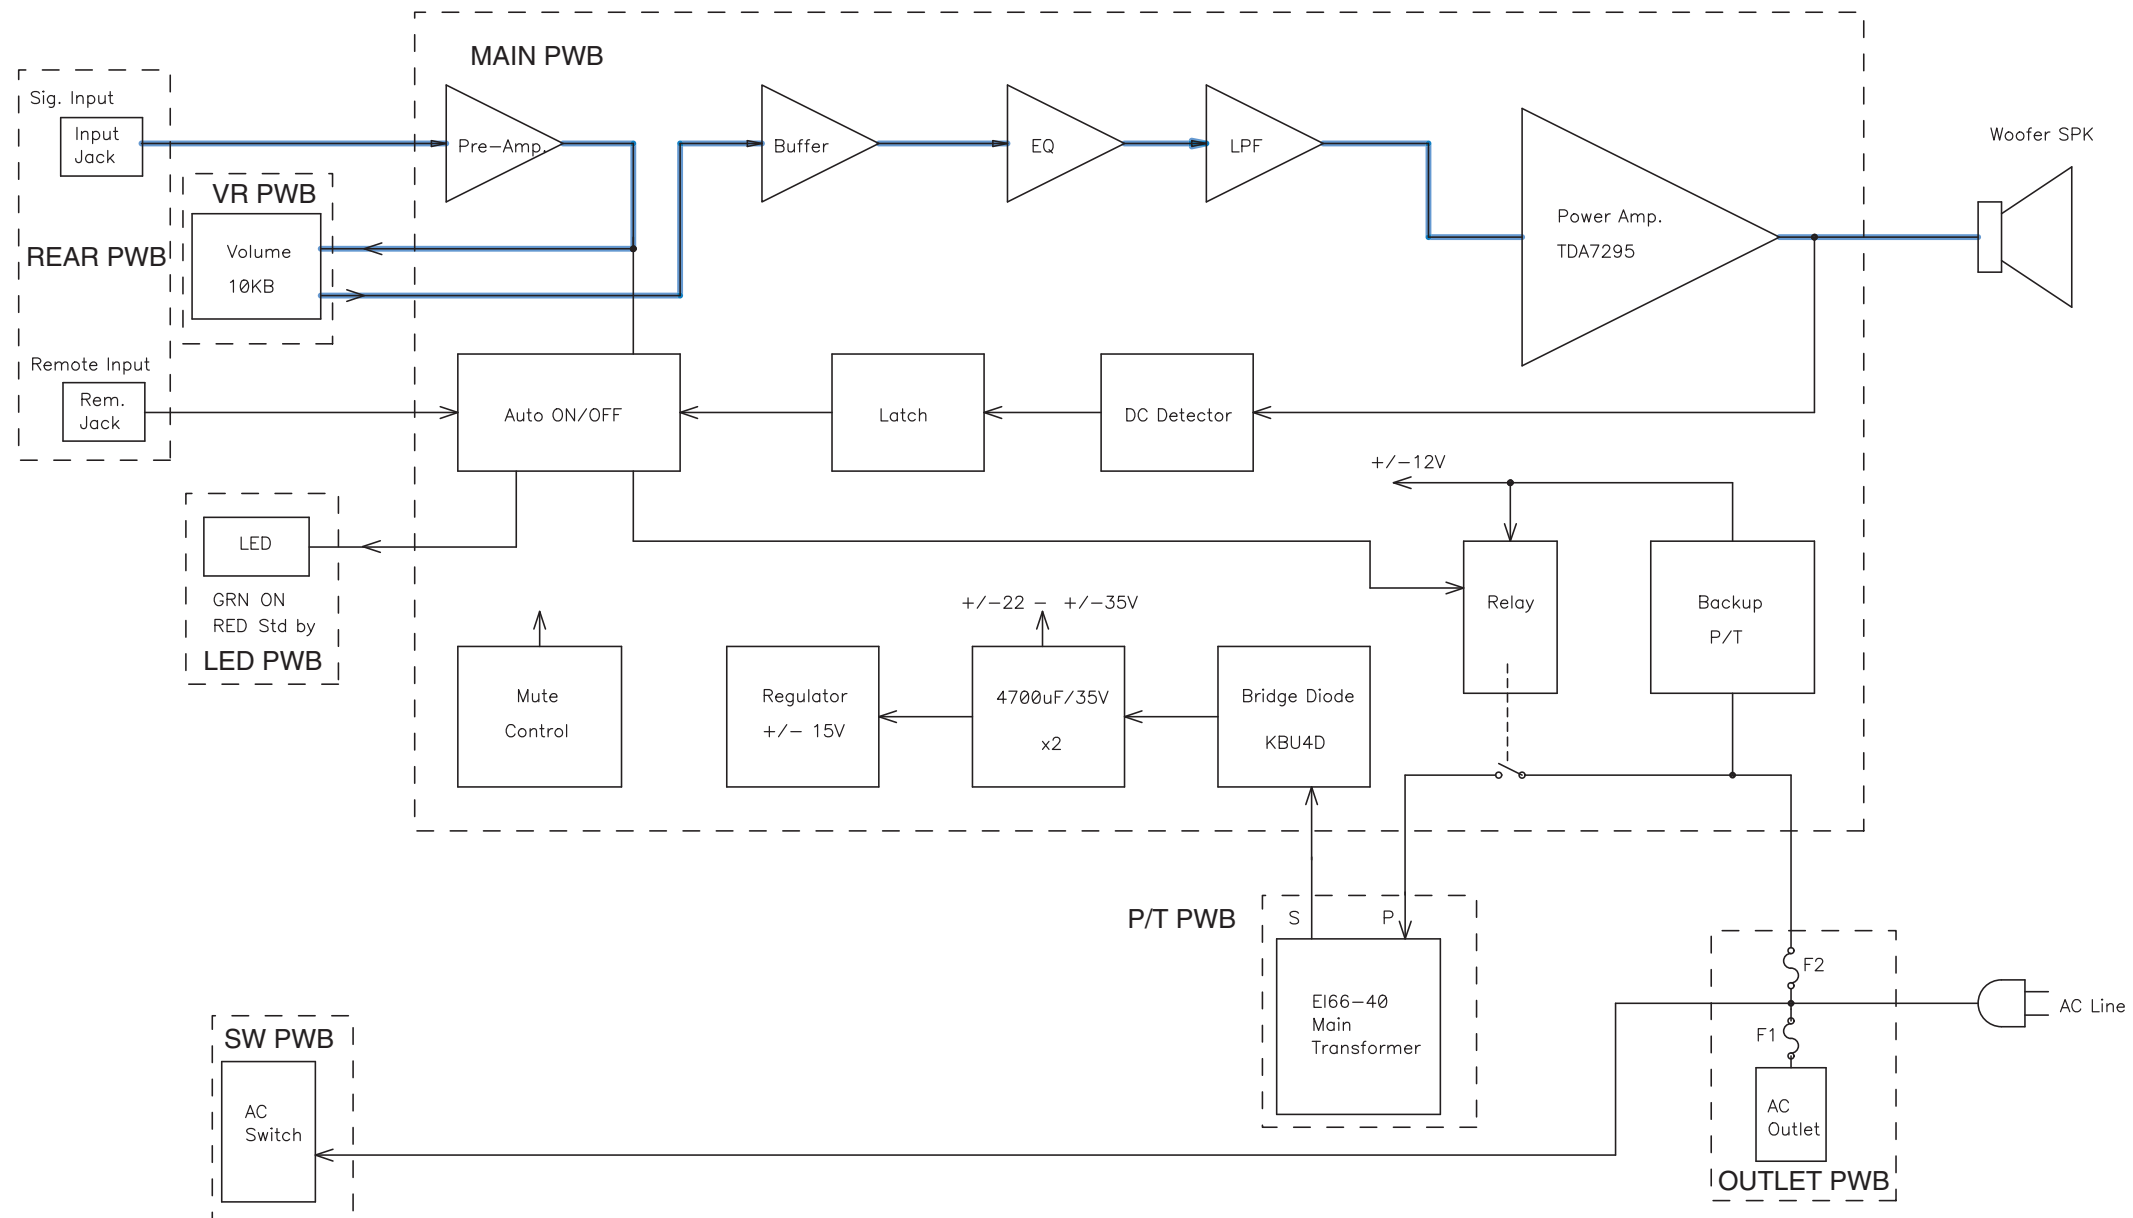 MAIN PWB
Sig. Input
Input
Jack
Pre-Amp.
Buffer
EQ
LPF
Woofer SPK
VR PWB
REAR PWB
Volume
10KB
Power Amp.
TDA7295
Remote Input
Rem.
Jack
Auto ON/OFF
Latch
DC Detector
+/-12V
LED
GRN ON
RED Std by
LED PWB
+/-22 - +/-35V
Relay
Backup
P/T
Mute
Control
Regulator
+/- 15V
4700uF/35V
x2
Bridge Diode
KBU4D
P/T PWB
S
P
EI66-40
Main
Transformer
F2
AC Line
F1
SW PWB
AC
Switch
AC
Outlet
OUTLET PWB